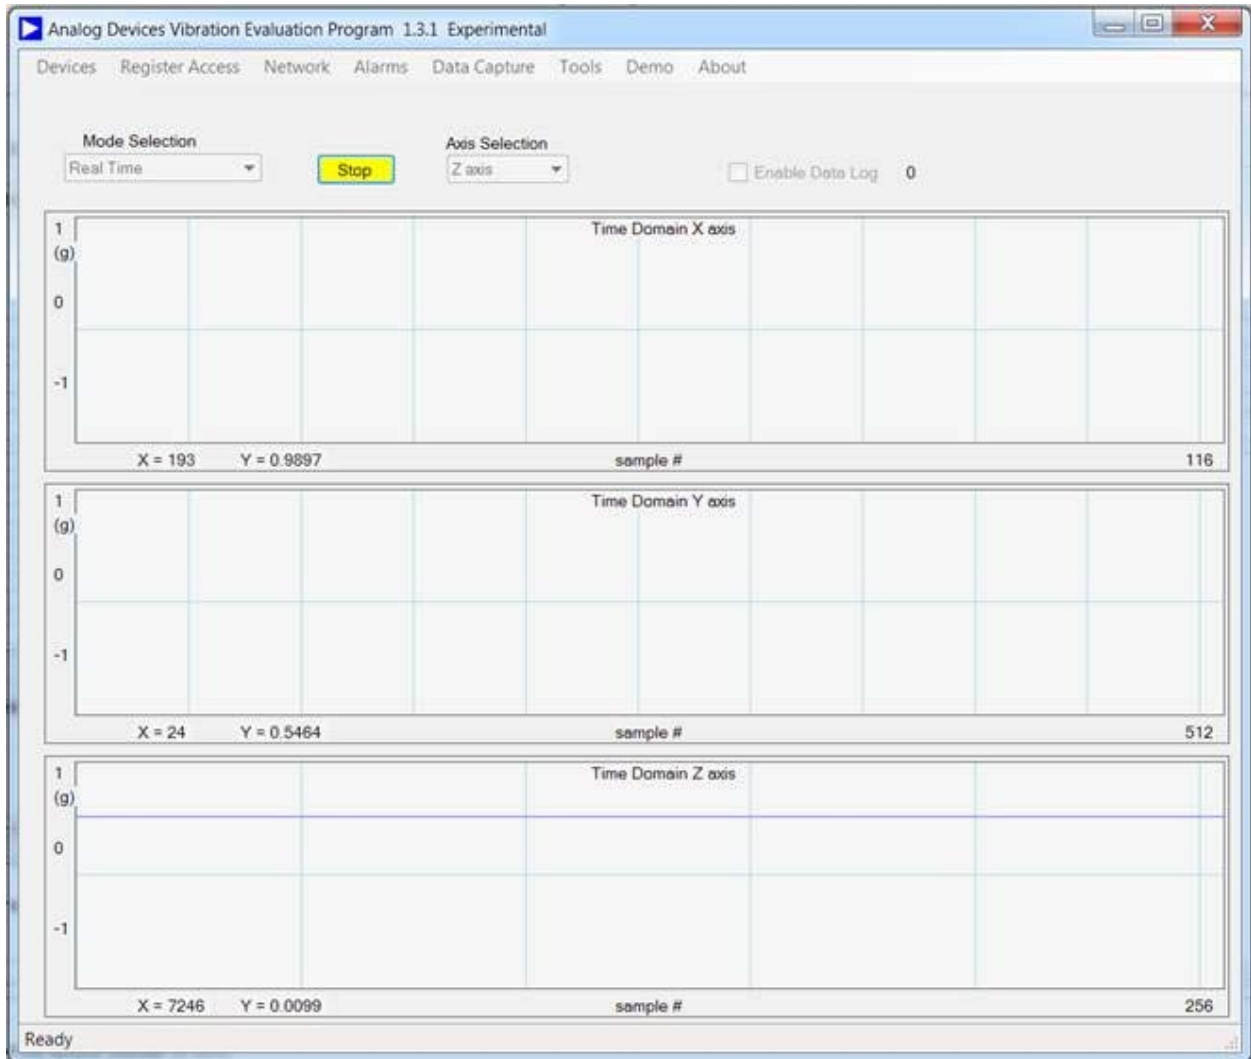 Analog Devices Vibration Evaluation Program 1.3.1 Experimental
Devices Register Access Network Alarms Data Capture Tools Demo About
Mode Selection
Axis Selection
Real Time
Stop
Z axis
Enable Data Log 0
Time Domain X axis
1
(g)
0
-1
X = 193 Y = 0.9897 sample # 116
Time Domain Y axis
1
(g)
0
-1
X = 24 Y = 0.5464 sample # 512
Time Domain Z axis
1
(g)
0
-1
X = 7246 Y = 0.0099 sample # 256
Ready